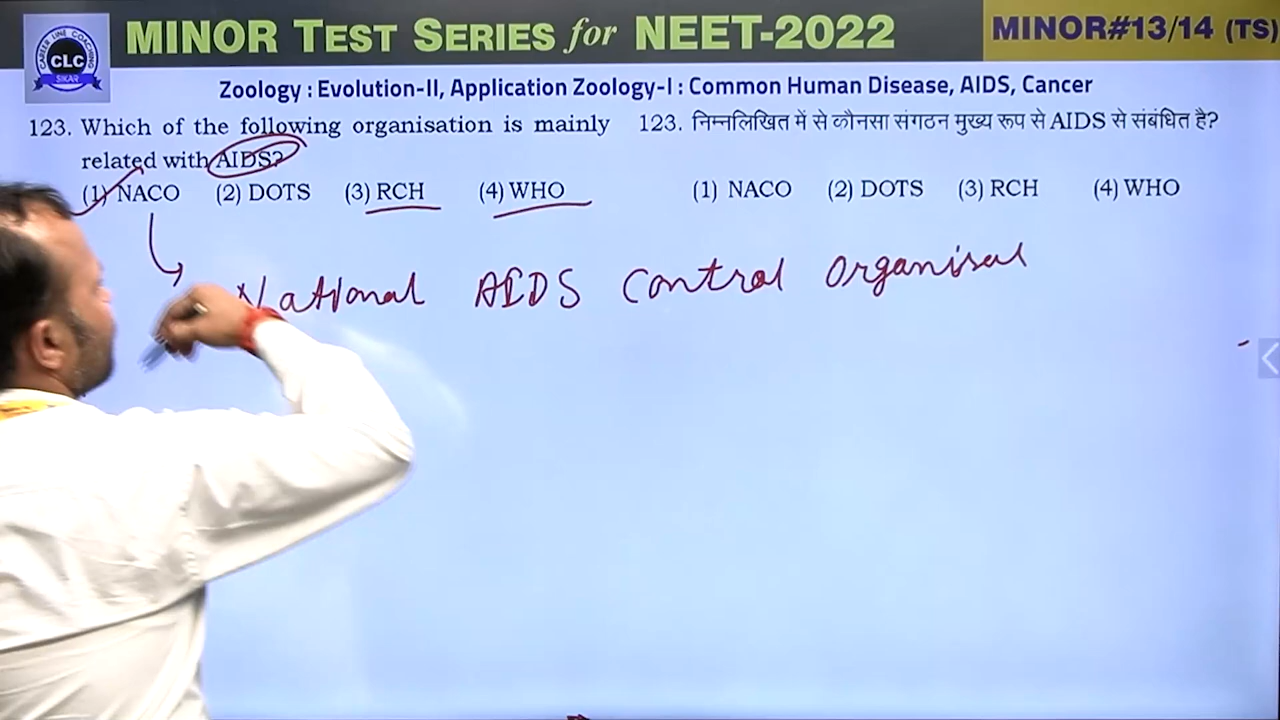 CAREER LINE COACHING
CLC
SIKAR
MINOR TEST SERIES for NEET-2022
MINOR#13/14 (TS)
Zoology : Evolution-II, Application Zoology-I : Common Human Disease, AIDS, Cancer
123. Which of the following organisation is mainly
related with AIDS?
(1) NACO (2) DOTS (3) RCH (4) WHO
123. निम्नलिखित में से कौनसा संगठन मुख्य रूप से AIDS से संबंधित है?
(1) NACO (2) DOTS (3) RCH (4) WHO
National AIDS Control